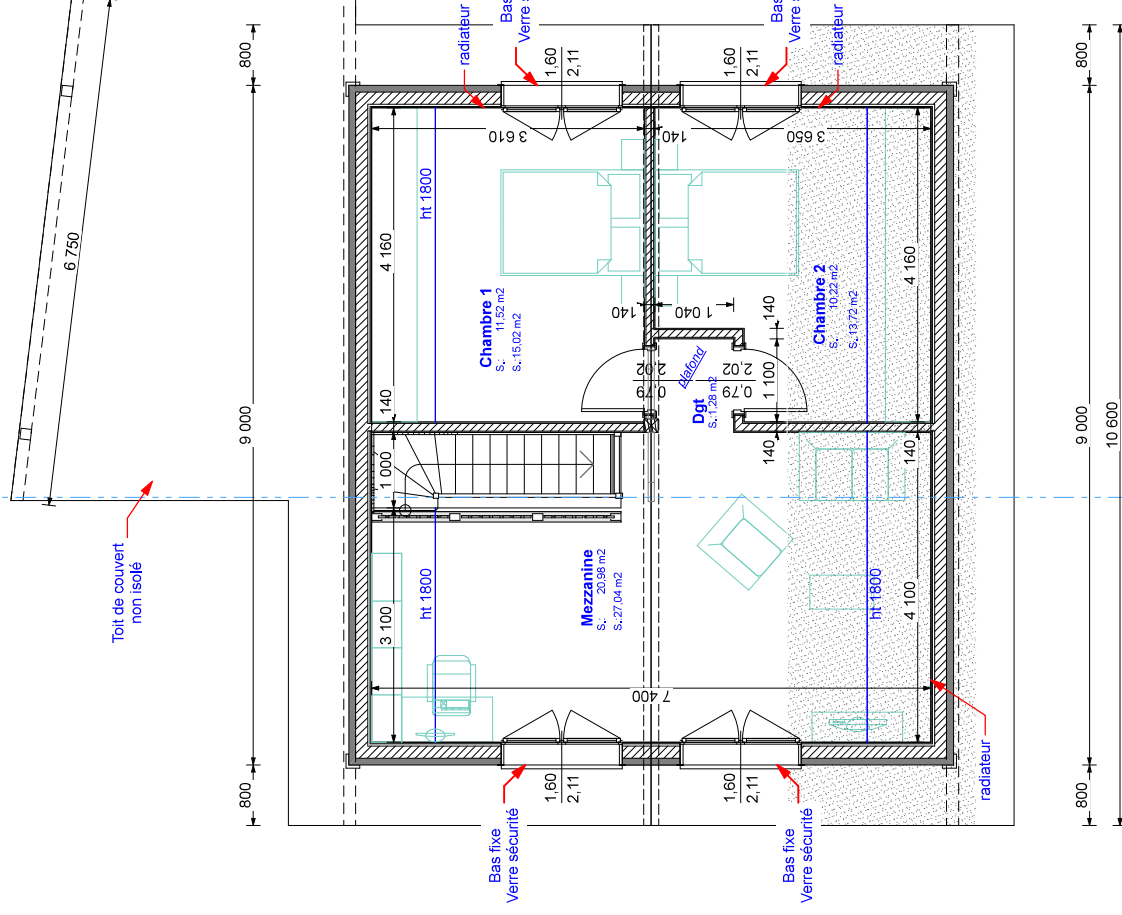 800
9 000
800
6 750
Toit de couvert
non isolé
radiateur
Bas
Verre s
1,60
2,11
Bas
Verre s
radiateur
1,60
2,11
800
9 000
800
10 600
3 610
140
3 650
ht 1800
4 160
4 160
Chambre 1
S.: 11,52 m2
S.:15,02 m2
140
1 040
140
Chambre 2
S.: 10,22 m2
S.:13,72 m2
2,02
0,79
plafond
2,02
0,79
1 100
Dgt
S.:1,28 m2
140
140
140
1 000
Mezzanine
S.: 20,98 m2
S.:27,04 m2
ht 1800
ht 1800
3 100
4 100
7 400
radiateur
1,60
2,11
1,60
2,11
Bas fixe
Verre sécurité
Bas fixe
Verre sécurité